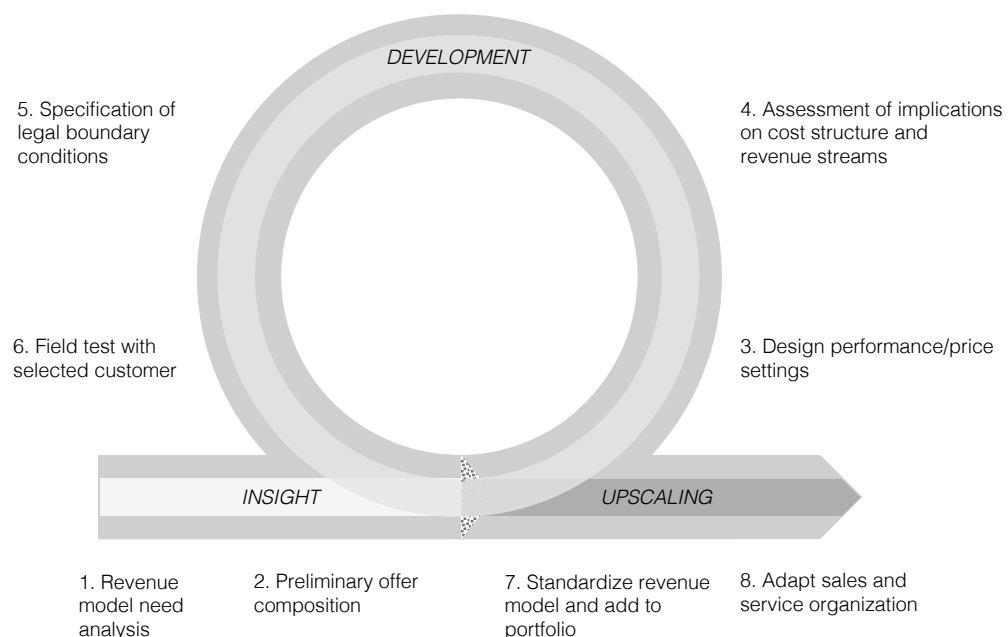 DEVELOPMENT
5. Specification of
legal boundary
conditions
4. Assessment of implications
on cost structure and
revenue streams
6. Field test with
selected customer
3. Design performance/price
settings
INSIGHT
UPSCALING
1. Revenue
model need
analysis
2. Preliminary offer
composition
7. Standardize revenue
model and add to
portfolio
8. Adapt sales and
service organization